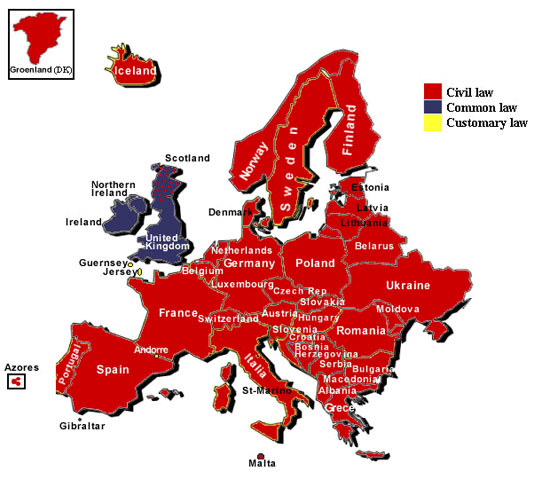 Groenland (DK)
Iceland
Civil law
Common law
Customary law
Norway
Sweden
Finland
Scotland
Northern
Ireland
Ireland
United
Kingdom
Denmark
Estonia
Latvia
Lithuania
Belarus
Guernsey
Jersey
Netherlands
Belgium
Germany
Luxembourg
Poland
Czech Rep
Slovakia
Ukraine
Moldova
France
Switzerland
Austria
Hungary
Romania
Slovenia
Croatia
Bosnia
Herzegovina
Serbia
Bulgaria
Macedonia
Albania
Grece
Andorre
Portugal
Spain
Azores
Gibraltar
Italia
St-Marino
Malta